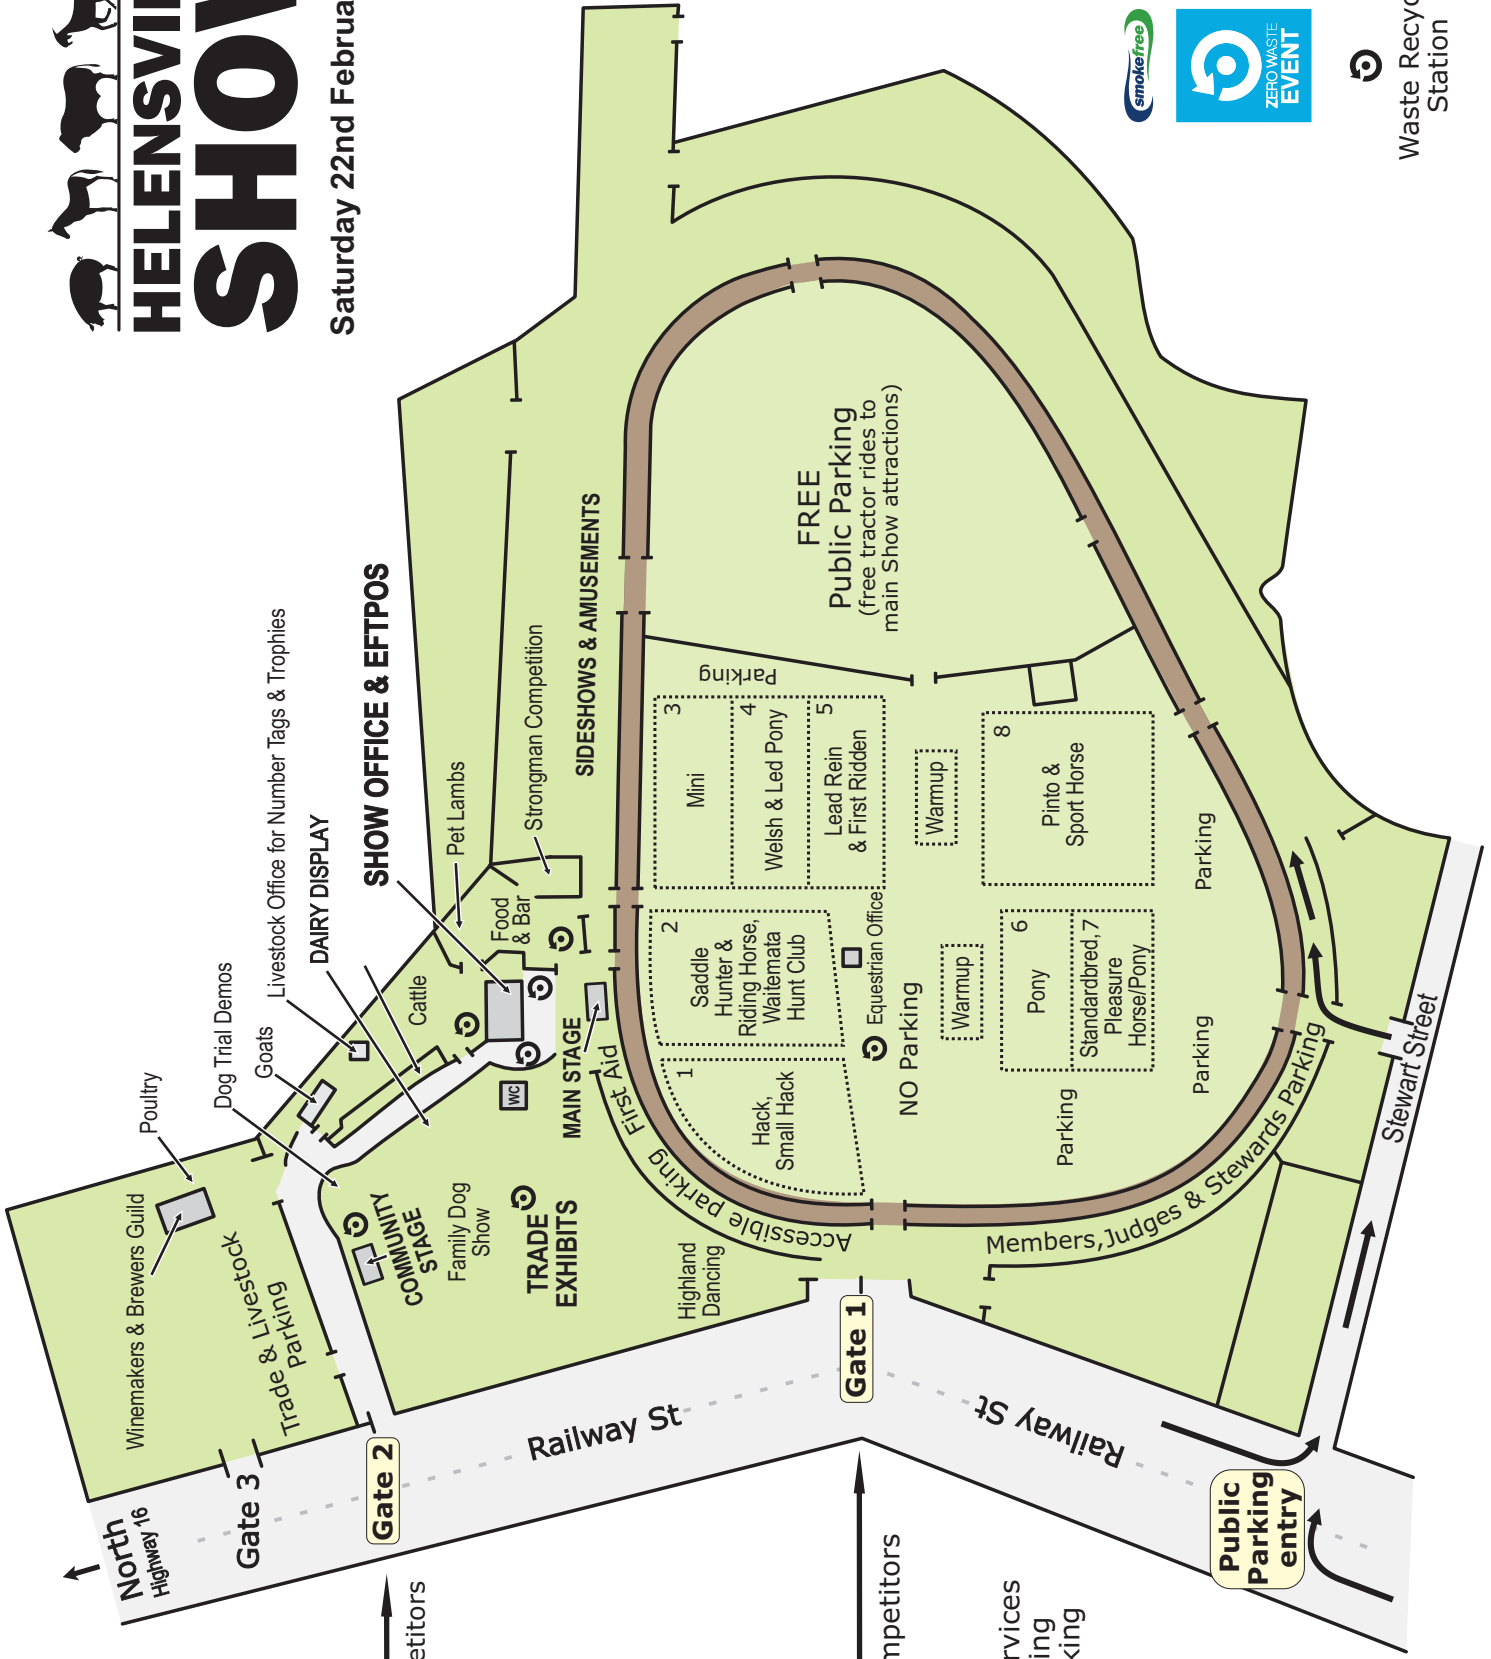 HELENSVI
SHOW
Saturday 22nd Februa
smokefree
ZERO WASTE
EVENT
Waste Recyc
Station
Poultry
Winemakers & Brewers Guild
Dog Trial Demos
Goats
Livestock Office for Number Tags & Trophies
DAIRY DISPLAY
SHOW OFFICE & EFTPOS
Pet Lambs
Strongman Competition
SIDESHOWS & AMUSEMENTS
Cattle
Food
& Bar
WC
MAIN STAGE
First Aid
Accessible parking
Trade & Livestock
Parking
COMMUNITY
STAGE
Family Dog
Show
TRADE
EXHIBITS
Highland
Dancing
FREE
Public Parking
(free tractor rides to
main Show attractions)
Parking
3
Mini
4
Welsh & Led Pony
5
Lead Rein
& First Ridden
Warmup
8
Pinto &
Sport Horse
Parking
2
Saddle
Hunter &
Riding Horse,
Waitemata
Hunt Club
1
Hack,
Small Hack
Equestrian Office
NO Parking
Warmup
6
Pony
7
Standardbred,
Pleasure
Horse/Pony
Parking
Parking
Members, Judges & Stewards Parking
Stewart Street
North
Highway 16
Gate 3
Gate 2
Railway St
Gate 1
Railway St
Public
Parking
entry
etitors
mpetitors
rvices
ing
king